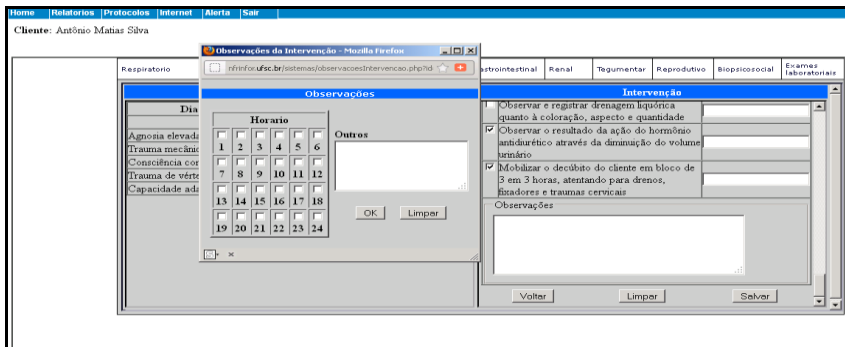 Home Relatorios Protocolos Internet Alerta Sair
Cliente: Antônio Matias Silva
Observações da Intervenção - Mozilla Firefox
nfrinfor.ufsc.br/sistemas/observacoesIntervencao.php?id
Respiratorio
astrointestinal Renal Tegumentar Reprodutivo Biopsicosocial Exames laboratoriais
Observações
Intervenção
Dia
Agnosia elevada
Trauma mecânic
Consciência cor
Trauma de vérte
Capacidade ada
Horario
1 2 3 4 5 6
7 8 9 10 11 12
13 14 15 16 17 18
19 20 21 22 23 24
Outros
OK Limpar
Observar e registrar drenagem liquórica
quanto à coloração, aspecto e quantidade
Observar o resultado da ação do hormônio
antidiurético através da diminuição do volume
urinário
Mobilizar o decúbito do cliente em bloco de
3 em 3 horas, atentando para drenos,
fixadores e traumas cervicais
Observações
Voltar Limpar Salvar